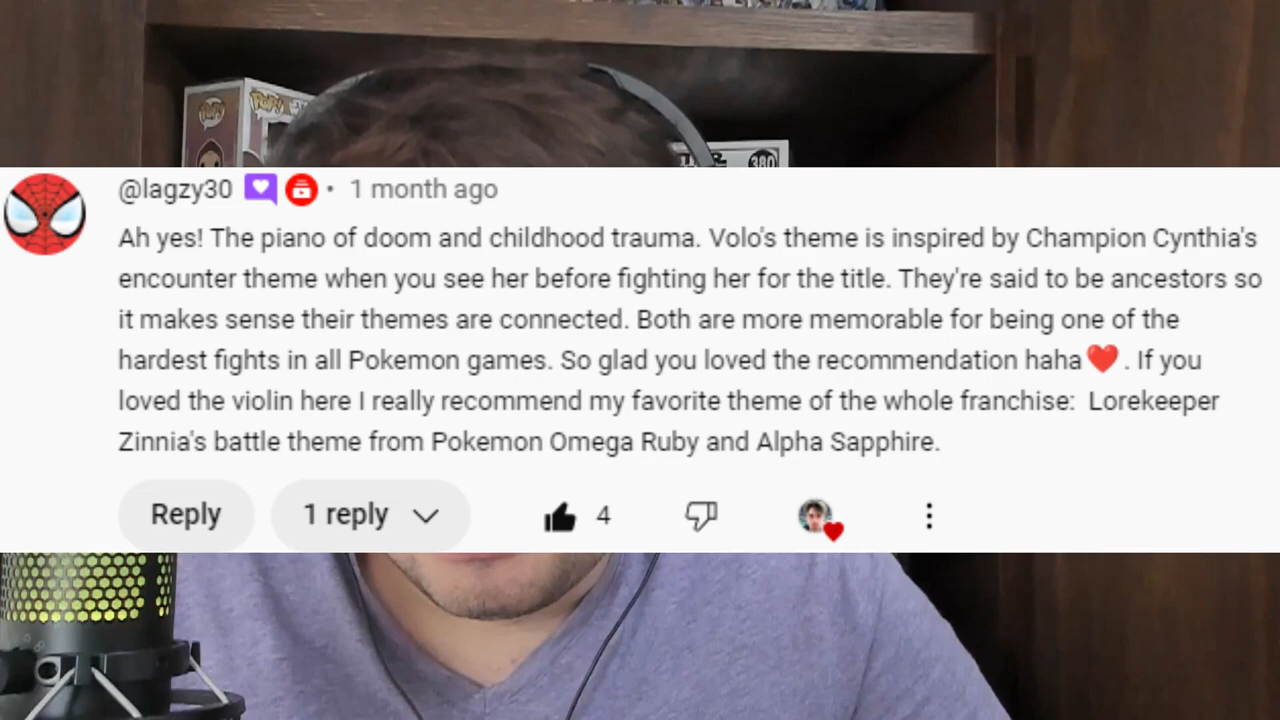 POP!
POP!
380
@lagzy30 • 1 month ago
Ah yes! The piano of doom and childhood trauma. Volo's theme is inspired by Champion Cynthia's
encounter theme when you see her before fighting her for the title. They're said to be ancestors so
it makes sense their themes are connected. Both are more memorable for being one of the
hardest fights in all Pokemon games. So glad you loved the recommendation haha❤️. If you
loved the violin here I really recommend my favorite theme of the whole franchise: Lorekeeper
Zinnia's battle theme from Pokemon Omega Ruby and Alpha Sapphire.
Reply 1 reply 4